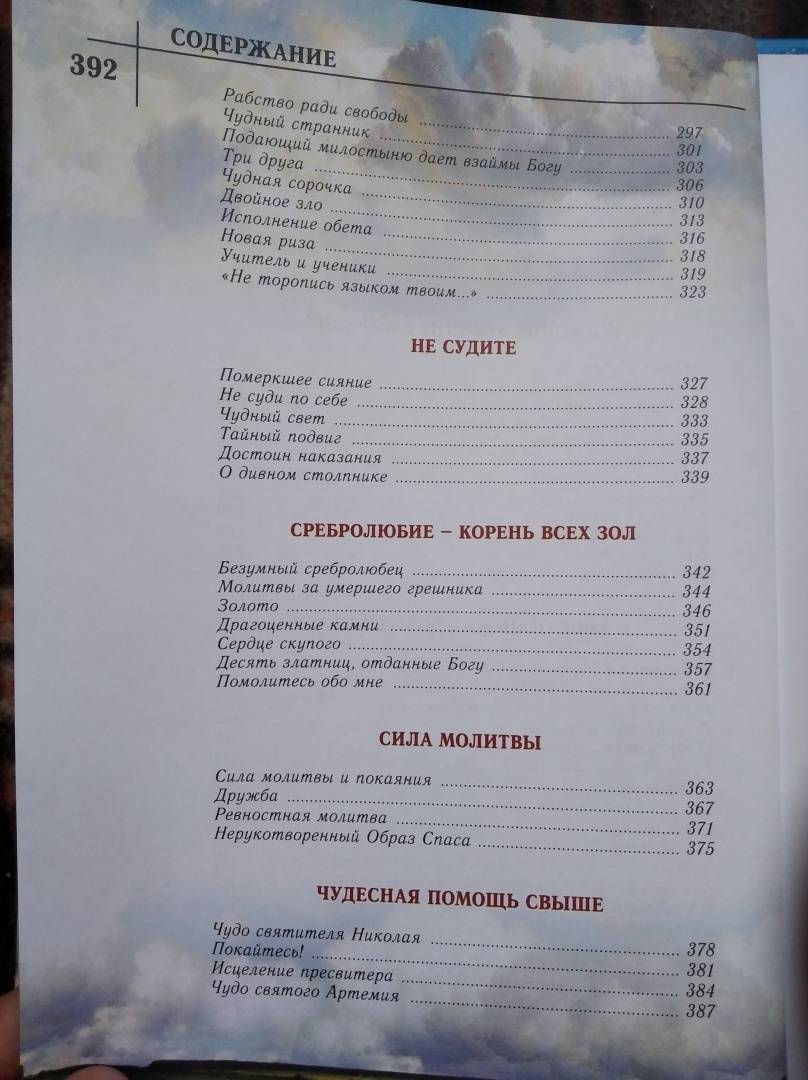 СОДЕРЖАНИЕ
392
Рабство ради свободы ........ 297
Чудный странник ........ 301
Подающий милостыню дает взаймы Богу ........ 303
Три друга ........ 306
Чудная сорочка ........ 310
Двойное зло ........ 313
Исполнение обета ........ 316
Новая риза ........ 318
Учитель и ученики ........ 319
«Не торопись языком твоим...» ........ 323
НЕ СУДИТЕ
Померкшее сияние ........ 327
Не суди по себе ........ 328
Чудный свет ........ 333
Тайный подвиг ........ 335
Достоин наказания ........ 337
О дивном столпнике ........ 339
СРЕБРОЛЮБИЕ – КОРЕНЬ ВСЕХ ЗОЛ
Безумный сребролюбец ........ 342
Молитвы за умершего грешника ........ 344
Золото ........ 346
Драгоценные камни ........ 351
Сердце скупого ........ 354
Десять златниц, отданные Богу ........ 357
Помолитесь обо мне ........ 361
СИЛА МОЛИТВЫ
Сила молитвы и покаяния ........ 363
Дружба ........ 367
Ревностная молитва ........ 371
Нерукотворенный Образ Спаса ........ 375
ЧУДЕСНАЯ ПОМОЩЬ СВЫШЕ
Чудо святителя Николая ........ 378
Покайтесь! ........ 381
Исцеление пресвитера ........ 384
Чудо святого Артемия ........ 387